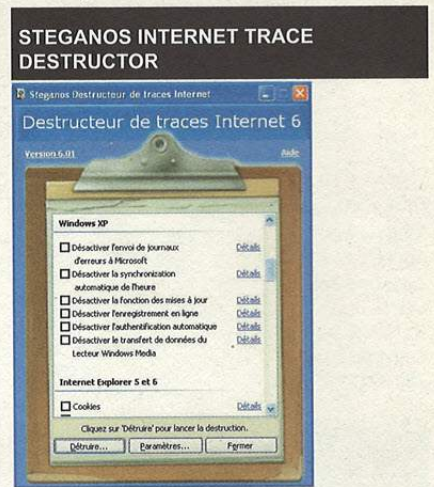 STEGANOS INTERNET TRACE
DESTRUCTOR
Steganos Destructeur de traces Internet
Destructeur de traces Internet 6
Version 6.01
Aide
Windows XP
Désactiver l'envoi de journaux
d'erreurs à Microsoft
Détails
Désactiver la synchronization
automatique de l'heure
Détails
Désactiver la fonction des mises à jour
Détails
Désactiver l'enregistrement en ligne
Détails
Désactiver l'authentification automatique
Détails
Désactiver le transfert de données du
Lecteur Windows Media
Détails
Internet Explorer 5 et 6
Cookies
Détails
Cliquez sur 'Détruire' pour lancer la destruction.
Détruire...
Paramètres...
Fermer